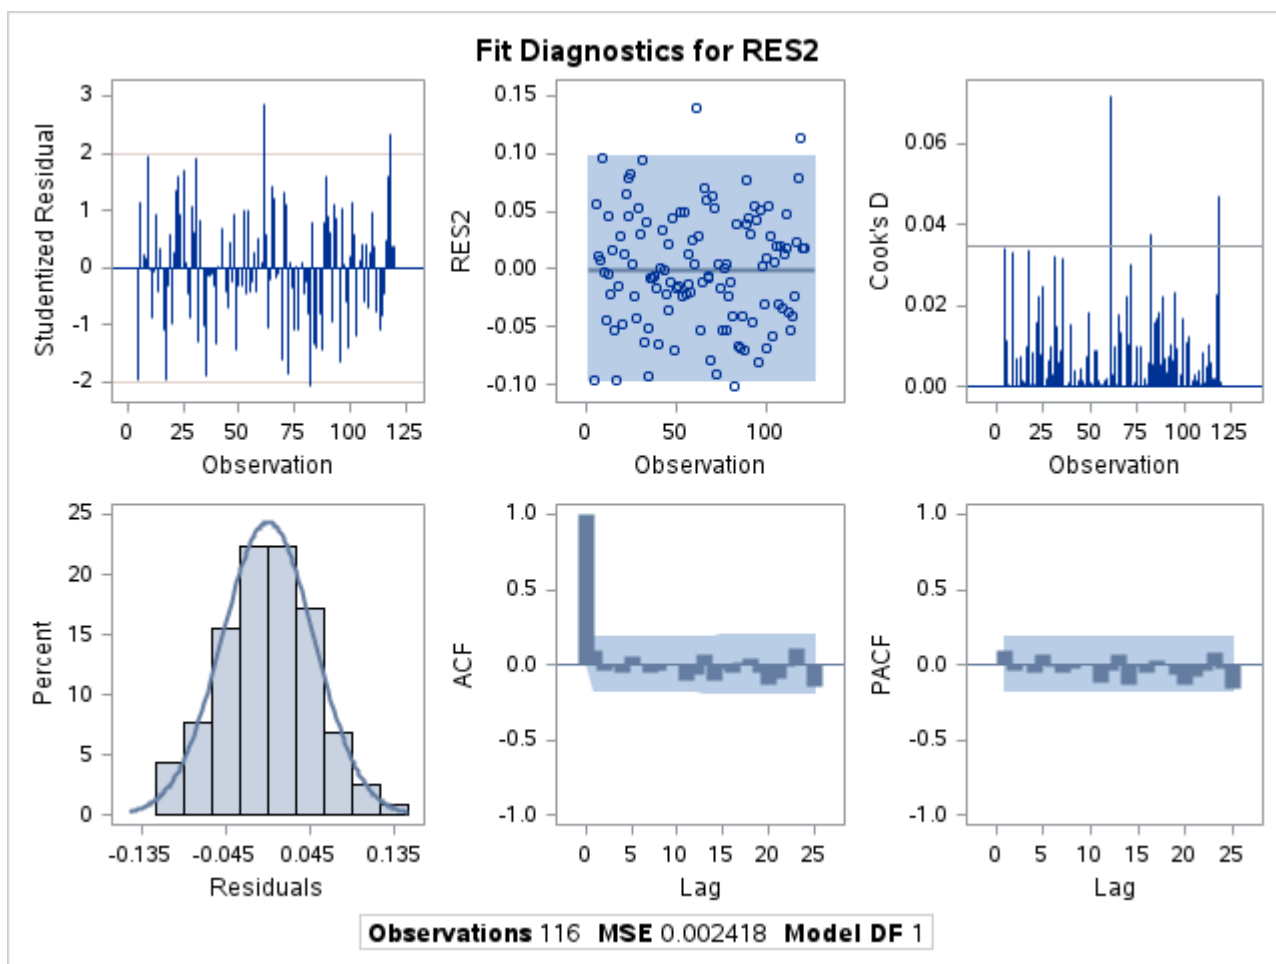 Fit Diagnostics for RES2
Studentized Residual
3
2
1
0
-1
-2
0 25 50 75 100 125
Observation
RES2
0.15
0.10
0.05
0.00
-0.05
-0.10
0 100
Observation
Cook's D
0.06
0.04
0.02
0.00
0 25 50 75 100 125
Observation
Percent
25
20
15
10
5
0
-0.135 -0.045 0.045 0.135
Residuals
ACF
1.0
0.5
0.0
-0.5
-1.0
0 5 10 15 20 25
Lag
PACF
1.0
0.5
0.0
-0.5
-1.0
0 5 10 15 20 25
Lag
Observations 116 MSE 0.002418 Model DF 1